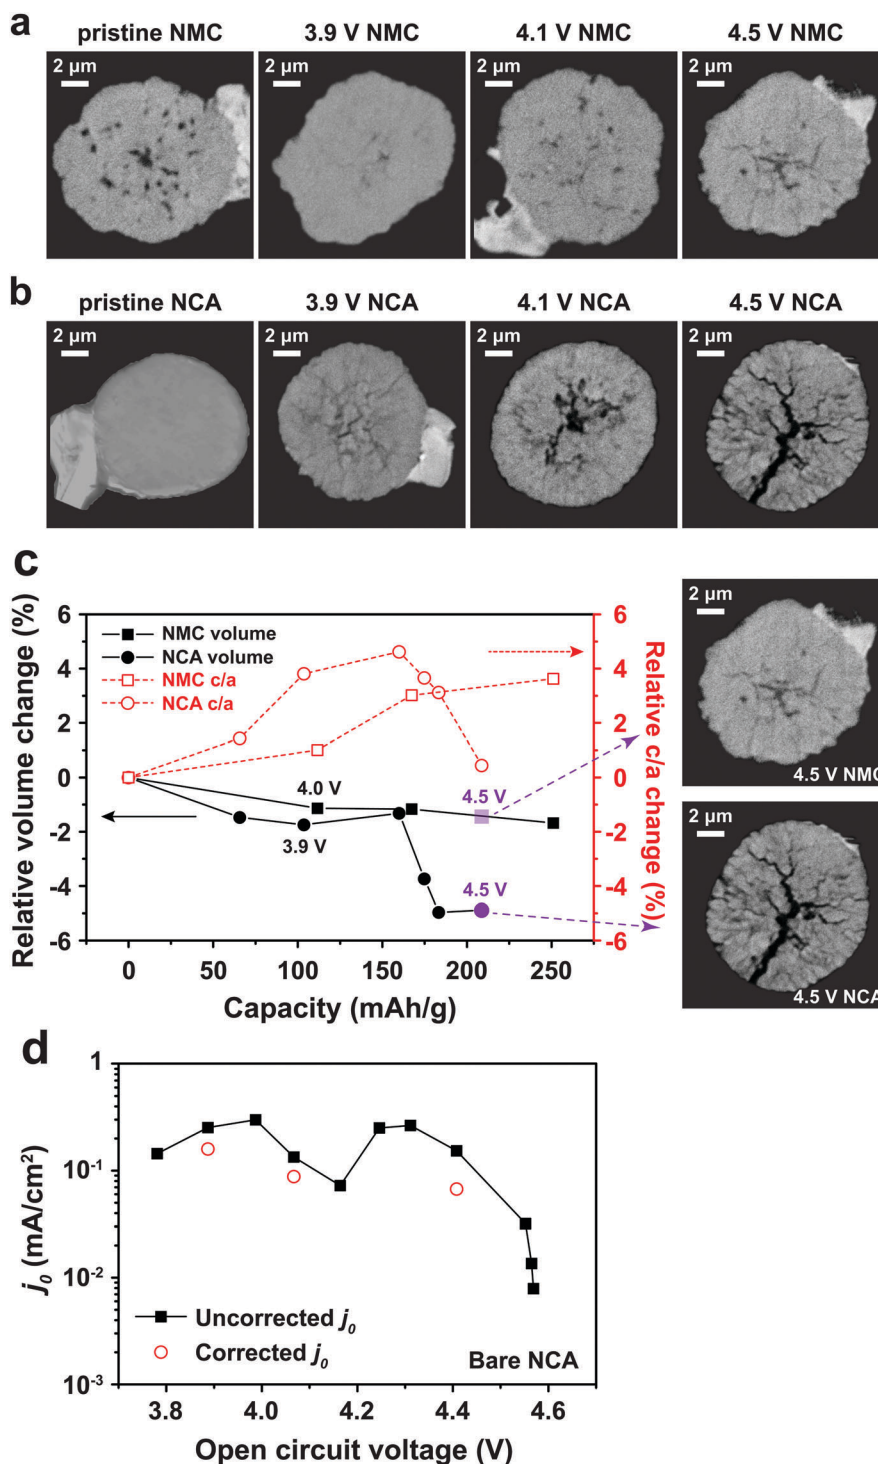 a
pristine NMC 3.9 V NMC 4.1 V NMC 4.5 V NMC
2 µm 2 µm 2 µm 2 µm
b
pristine NCA 3.9 V NCA 4.1 V NCA 4.5 V NCA
2 µm 2 µm 2 µm 2 µm
c
Relative volume change (%)
6
4
2
0
-2
-4
-6
NMC volume
NCA volume
NMC c/a
NCA c/a
4.0 V
3.9 V
4.5 V
4.5 V
6
4
2
0
-2
-4
-6
Relative c/a change (%)
0 50 100 150 200 250
Capacity (mAh/g)
2 µm
4.5 V NMC
2 µm
4.5 V NCA
d
j0 (mA/cm²)
1
10⁻¹
10⁻²
10⁻³
Uncorrected j0
Corrected j0
Bare NCA
3.8 4.0 4.2 4.4 4.6
Open circuit voltage (V)